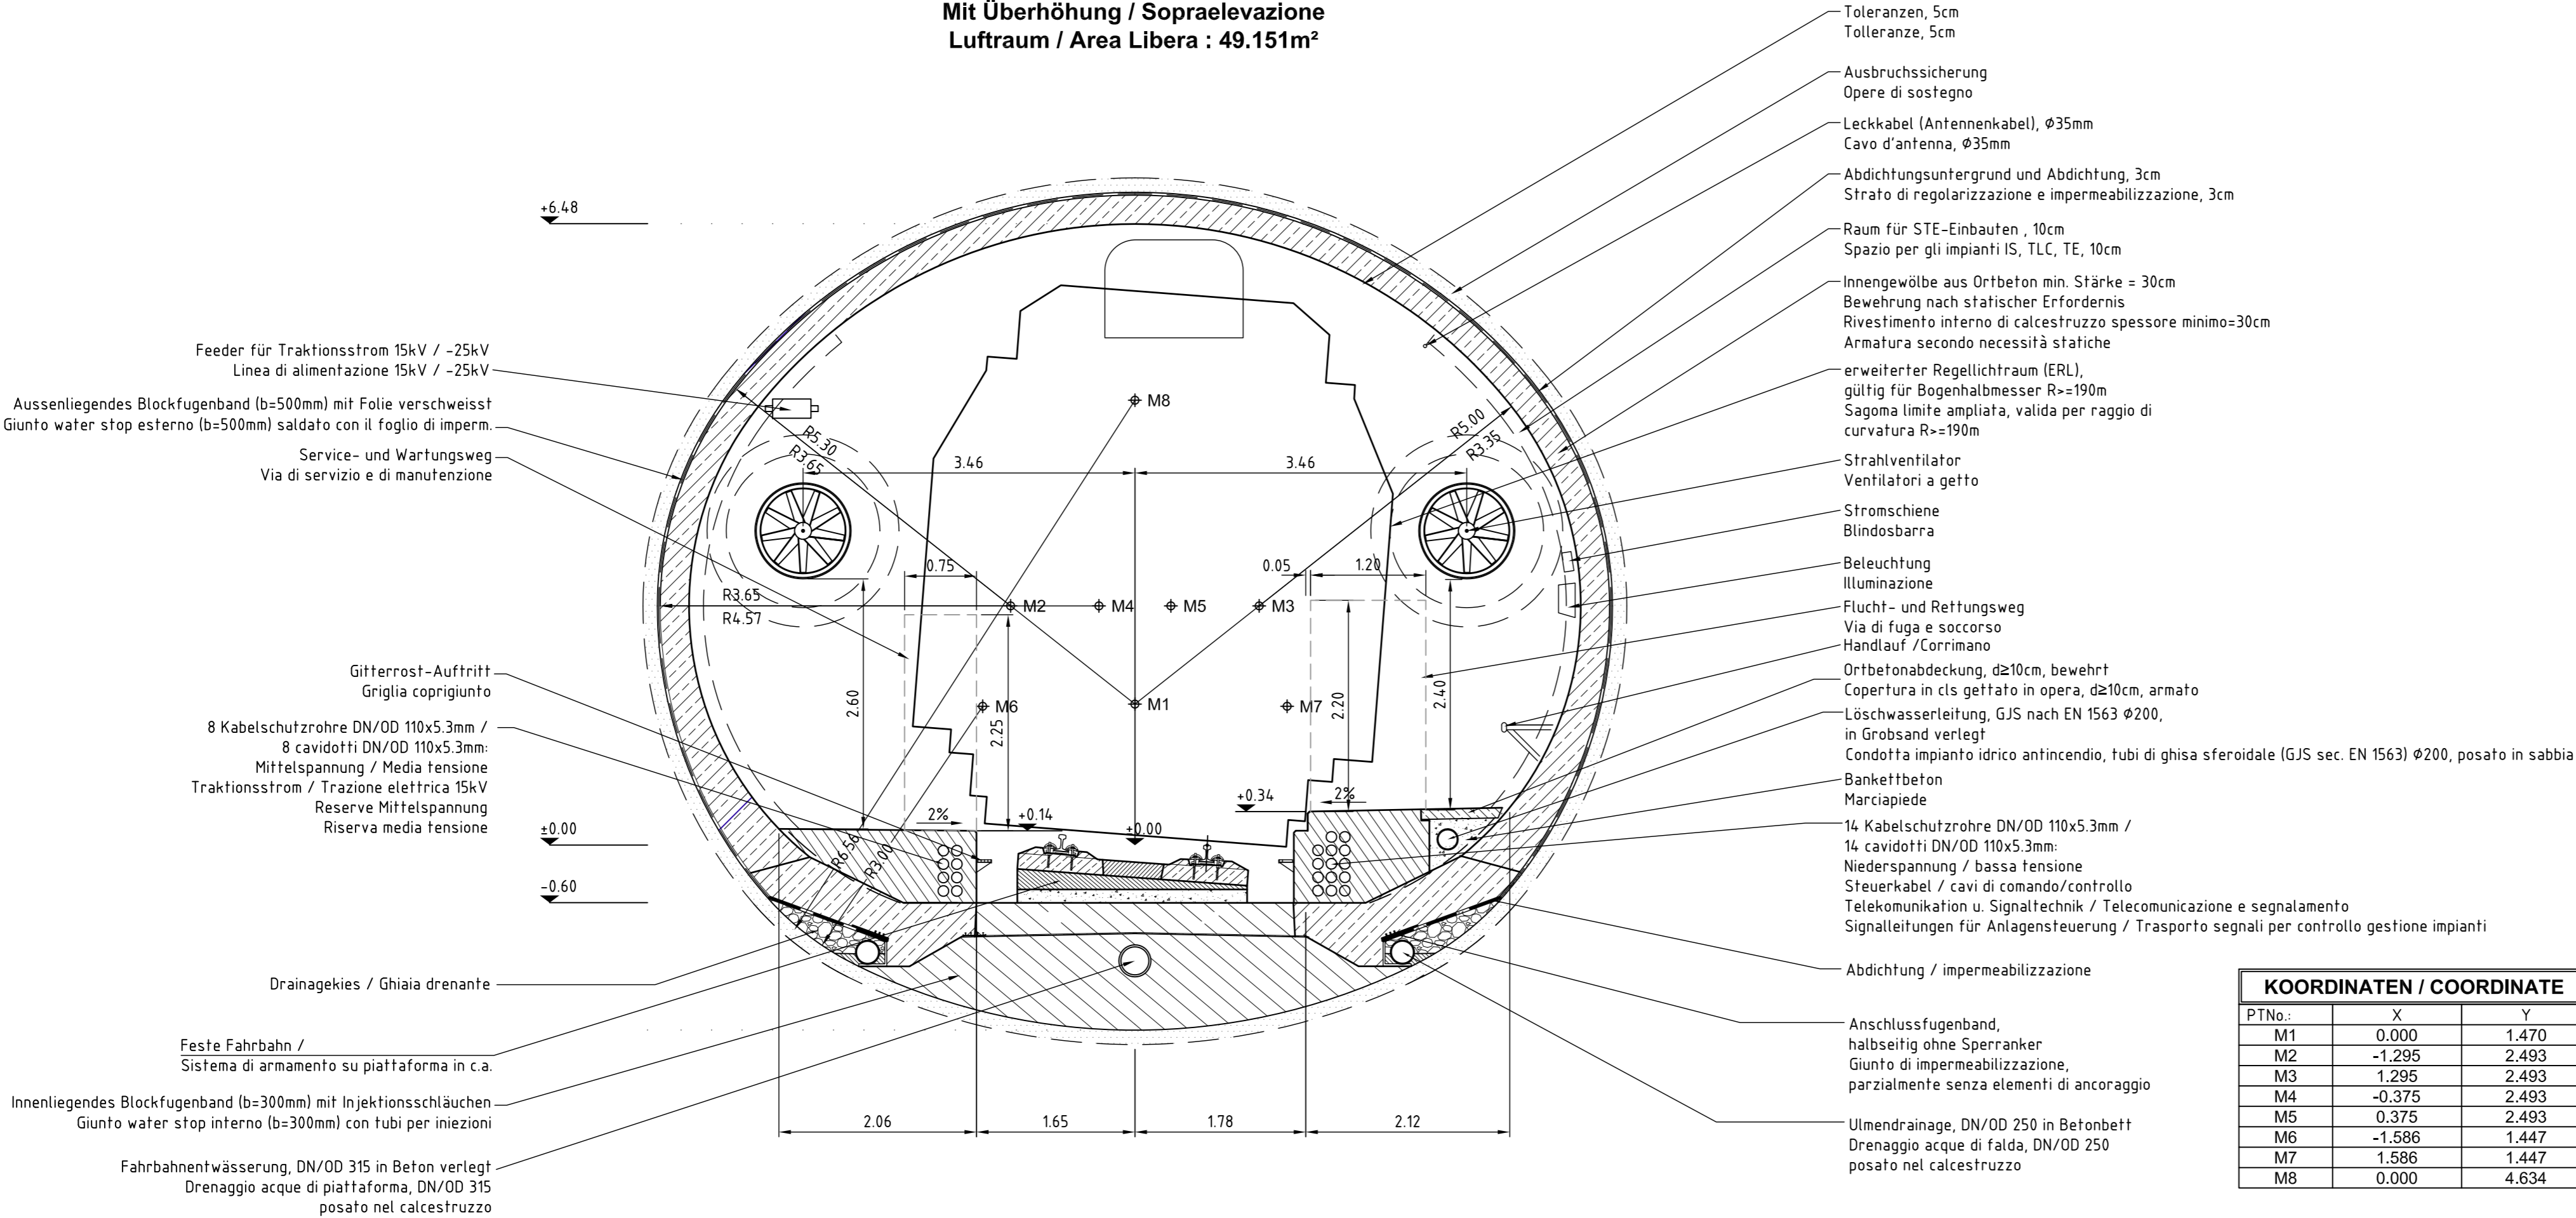 Mit Überhöhung / Sopraelevazione
Luftraum / Area Libera : 49.151m²
Toleranzen, 5cm
Tolleranze, 5cm
Ausbruchssicherung
Opere di sostegno
Leckkabel (Antennenkabel), Φ35mm
Cavo d'antenna, Φ35mm
Abdichtungsuntergrund und Abdichtung, 3cm
Strato di regolarizzazione e impermeabilizzazione, 3cm
Raum für STE-Einbauten , 10cm
Spazio per gli impianti IS, TLC, TE, 10cm
Innengewölbe aus Ortbeton min. Stärke = 30cm
Bewehrung nach statischer Erfordernis
Rivestimento interno di calcestruzzo spessore minimo=30cm
Armatura secondo necessità statiche
erweiterter Regellichtraum (ERL),
gültig für Bogenhalbmesser R>=190m
Sagoma limite ampliata, valida per raggio di
curvatura R>=190m
Strahlventilator
Ventilatori a getto
Stromschiene
Blindosbarra
Beleuchtung
Illuminazione
Flucht- und Rettungsweg
Via di fuga e soccorso
Handlauf /Corrimano
Ortbetonabdeckung, d≥10cm, bewehrt
Copertura in cls gettato in opera, d≥10cm, armato
Löschwasserleitung, GJS nach EN 1563 Φ200,
in Grobsand verlegt
Condotta impianto idrico antincendio, tubi di ghisa sferoidale (GJS sec. EN 1563) Φ200, posato in sabbia
Bankettbeton
Marciapiede
14 Kabelschutzrohre DN/OD 110x5.3mm /
14 cavidotti DN/OD 110x5.3mm:
Niederspannung / bassa tensione
Steuerkabel / cavi di comando/controllo
Telekomunikation u. Signaltechnik / Telecomunicazione e segnalamento
Signalleitungen für Anlagensteuerung / Trasporto segnali per controllo gestione impianti
Abdichtung / impermeabilizzazione
Anschlussfugenband,
halbseitig ohne Sperranker
Giunto di impermeabilizzazione,
parzialmente senza elementi di ancoraggio
Ulmendrainage, DN/OD 250 in Betonbett
Drenaggio acque di falda, DN/OD 250
posato nel calcestruzzo
Feeder für Traktionsstrom 15kV / -25kV
Linea di alimentazione 15kV / -25kV
Aussenliegendes Blockfugenband (b=500mm) mit Folie verschweisst
Giunto water stop esterno (b=500mm) saldato con il foglio di imperm.
Service- und Wartungsweg
Via di servizio e di manutenzione
Gitterrost-Auftritt
Griglia coprigiunto
8 Kabelschutzrohre DN/OD 110x5.3mm /
8 cavidotti DN/OD 110x5.3mm:
Mittelspannung / Media tensione
Traktionsstrom / Trazione elettrica 15kV
Reserve Mittelspannung
Riserva media tensione
Drainagekies / Ghiaia drenante
Feste Fahrbahn /
Sistema di armamento su piattaforma in c.a.
Innenliegendes Blockfugenband (b=300mm) mit Injektionsschläuchen
Giunto water stop interno (b=300mm) con tubi per iniezioni
Fahrbahnentwässerung, DN/OD 315 in Beton verlegt
Drenaggio acque di piattaforma, DN/OD 315
posato nel calcestruzzo
+6.48
±0.00
-0.60
M8
R5.30
R3.65
R5.00
R3.35
3.46
3.46
0.75
0.05
1.20
R3.65
R4.57
M2
M4
M5
M3
2.60
M6
2.25
M1
M7
2.20
2.40
2%
+0.14
±0.00
+0.34
2%
R6.56
R3.00
2.06
1.65
1.78
2.12
KOORDINATEN / COORDINATE
PTNo.: X Y
M1 0.000 1.470
M2 -1.295 2.493
M3 1.295 2.493
M4 -0.375 2.493
M5 0.375 2.493
M6 -1.586 1.447
M7 1.586 1.447
M8 0.000 4.634